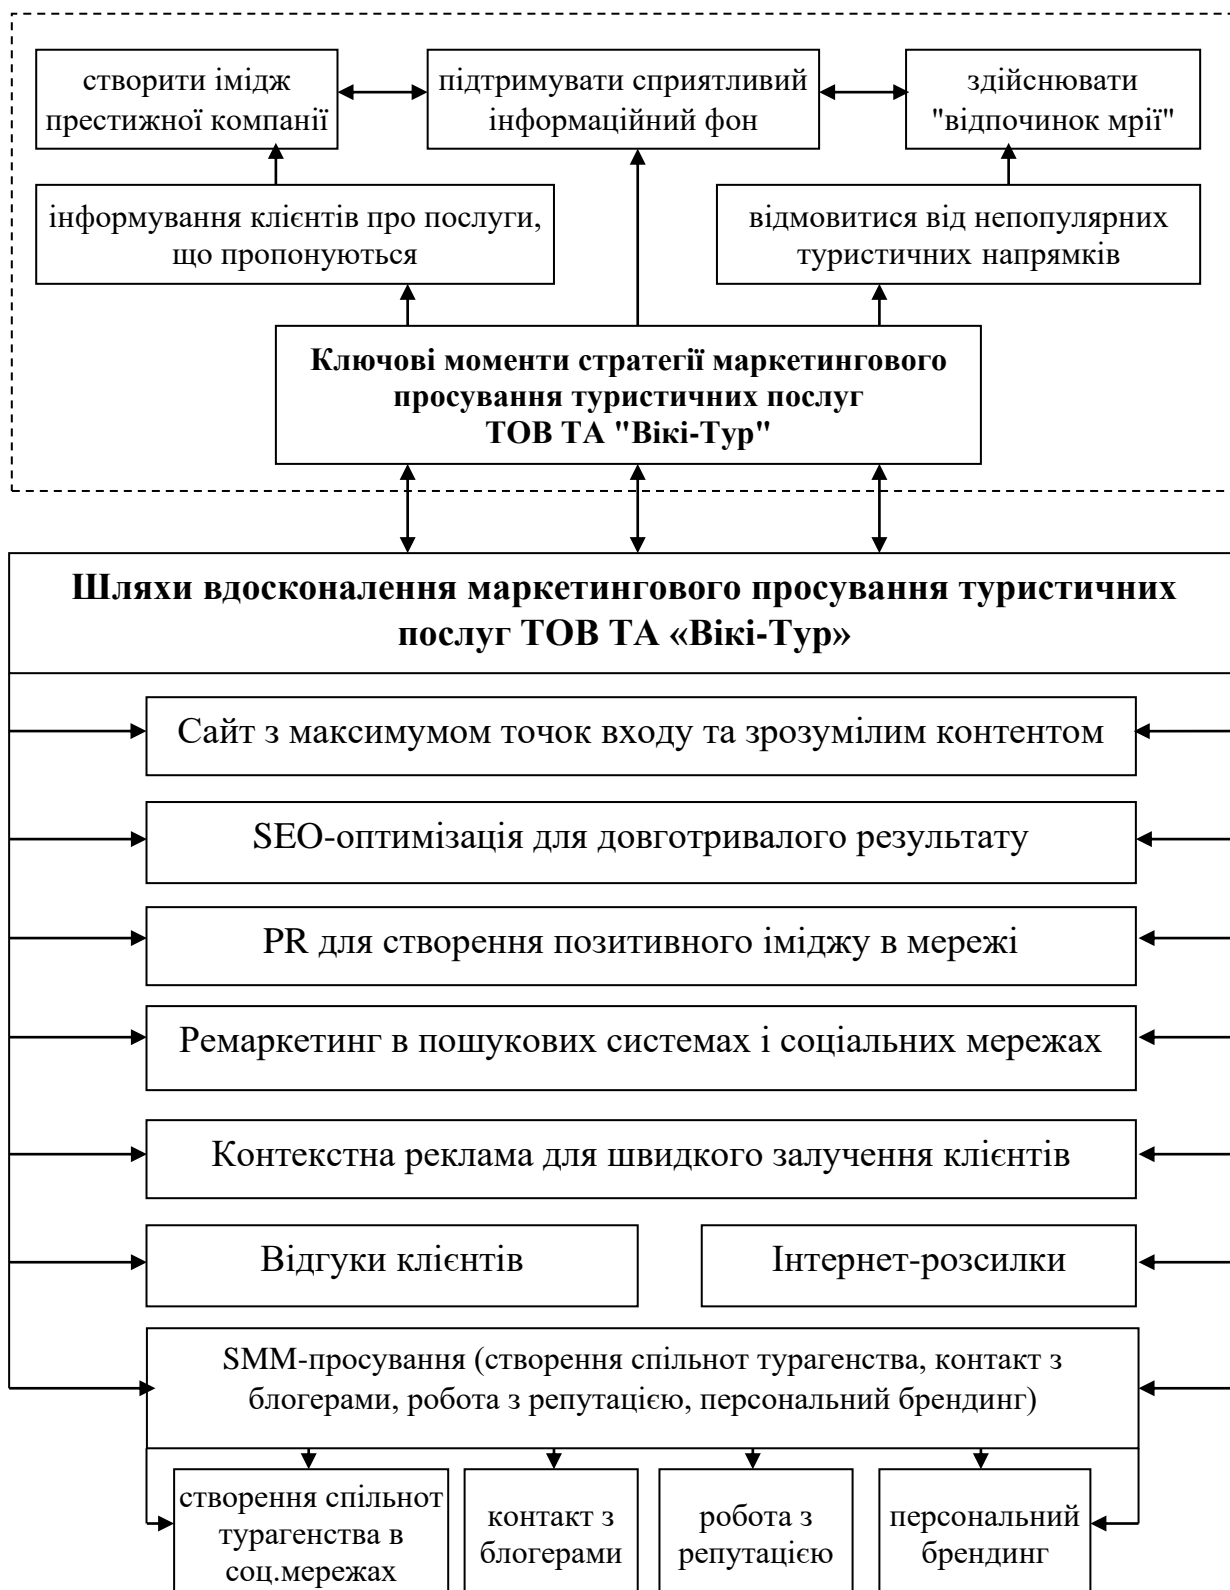 створити імідж
престижної компанії
підтримувати сприятливий
інформаційний фон
здійснювати
"відпочинок мрії"
інформування клієнтів про послуги,
що пропонуються
відмовитися від непопулярних
туристичних напрямків
Ключові моменти стратегії маркетингового
просування туристичних послуг
ТОВ ТА "Вікі-Тур"
Шляхи вдосконалення маркетингового просування туристичних
послуг ТОВ ТА «Вікі-Тур»
Сайт з максимумом точок входу та зрозумілим контентом
SEO-оптимізація для довготривалого результату
PR для створення позитивного іміджу в мережі
Ремаркетинг в пошукових системах і соціальних мережах
Контекстна реклама для швидкого залучення клієнтів
Відгуки клієнтів
Інтернет-розсилки
SMM-просування (створення спільнот турагенства, контакт з
блогерами, робота з репутацією, персональний брендинг)
створення спільнот
турагенства в
соц.мережах
контакт з
блогерами
робота з
репутацією
персональний
брендинг